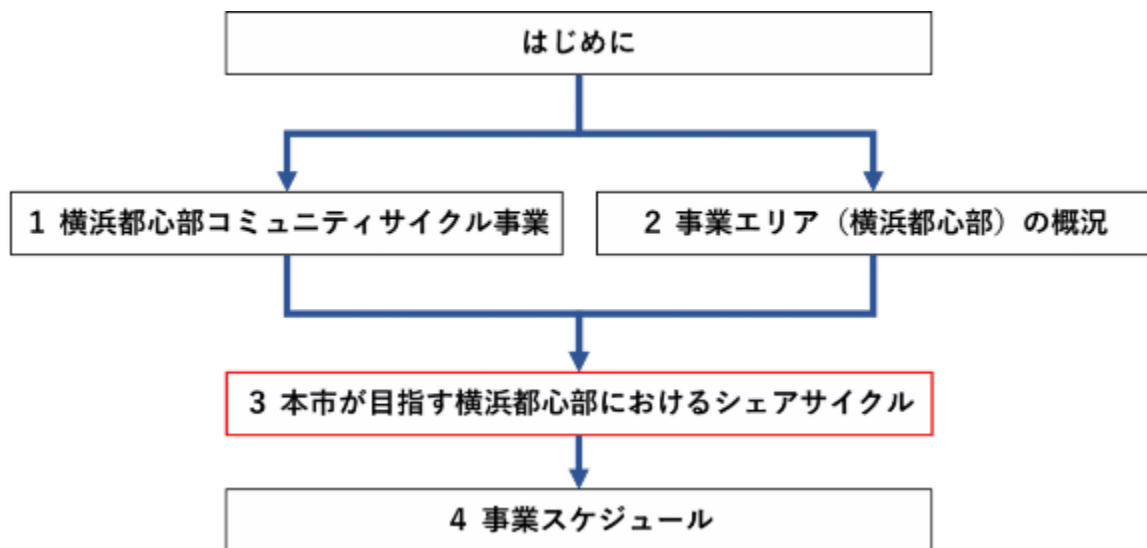 はじめに
1 横浜都心部コミュニティサイクル事業
2 事業エリア（横浜都心部）の概況
3 本市が目指す横浜都心部におけるシェアサイクル
4 事業スケジュール